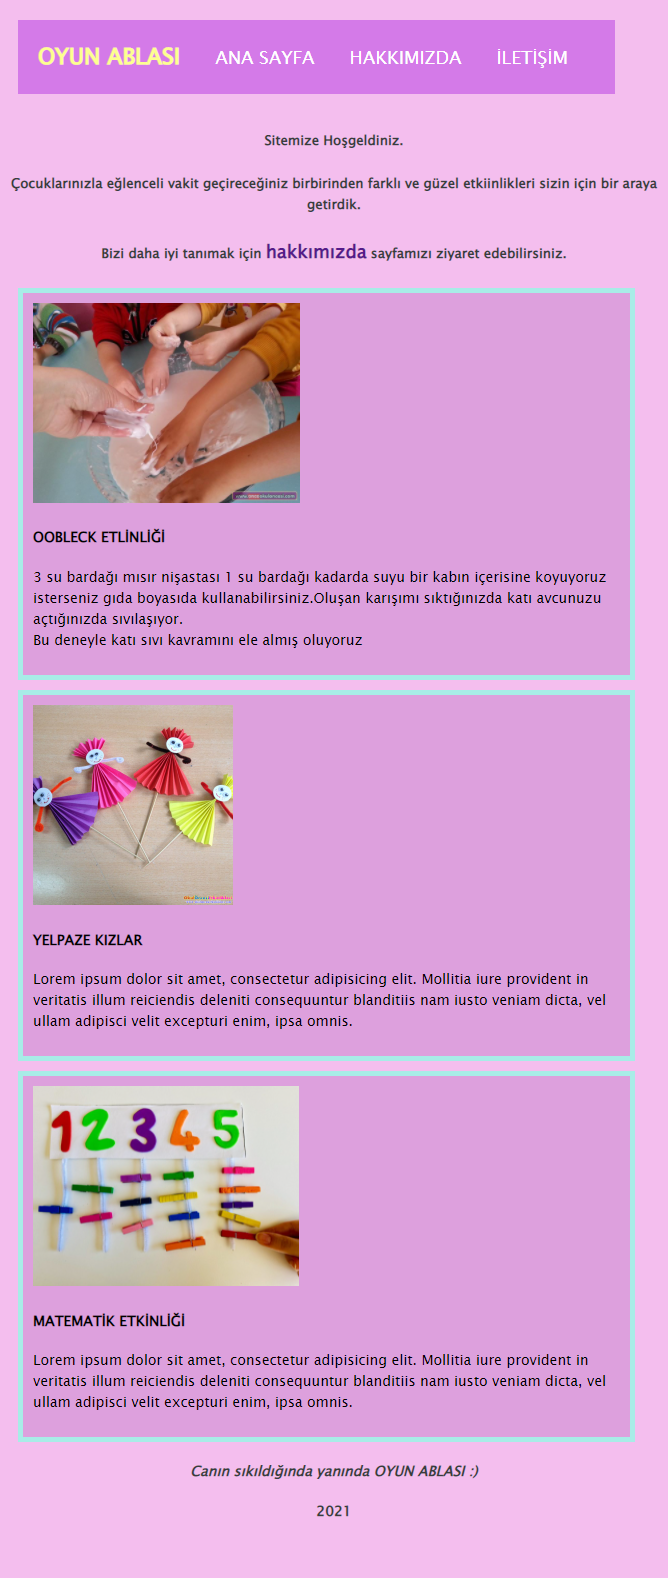 OYUN ABLASI ANA SAYFA HAKKIMIZDA İLETİŞİM
Sitemize Hoşgeldiniz.
Çocuklarınızla eğlenceli vakit geçireceğiniz birbirinden farklı ve güzel etkiinlikleri sizin için bir araya
getirdik.
Bizi daha iyi tanımak için hakkımızda sayfamızı ziyaret edebilirsiniz.
OOBLECK ETLİNLİĞİ
3 su bardağı mısır nişastası 1 su bardağı kadarda suyu bir kabın içerisine koyuyoruz
isterseniz gıda boyasıda kullanabilirsiniz.Oluşan karışımı sıktığınızda katı avcunuzu
açtığınızda sıvılaşıyor.
Bu deneyle katı sıvı kavramını ele almış oluyoruz
YELPAZE KIZLAR
Lorem ipsum dolor sit amet, consectetur adipisicing elit. Mollitia iure provident in
veritatis illum reiciendis deleniti consequuntur blanditiis nam iusto veniam dicta, vel
ullam adipisci velit excepturi enim, ipsa omnis.
1 2 3 4 5
MATEMATİK ETKİNLİĞİ
Lorem ipsum dolor sit amet, consectetur adipisicing elit. Mollitia iure provident in
veritatis illum reiciendis deleniti consequuntur blanditiis nam iusto veniam dicta, vel
ullam adipisci velit excepturi enim, ipsa omnis.
Canın sıkıldığında yanında OYUN ABLASI :)
2021